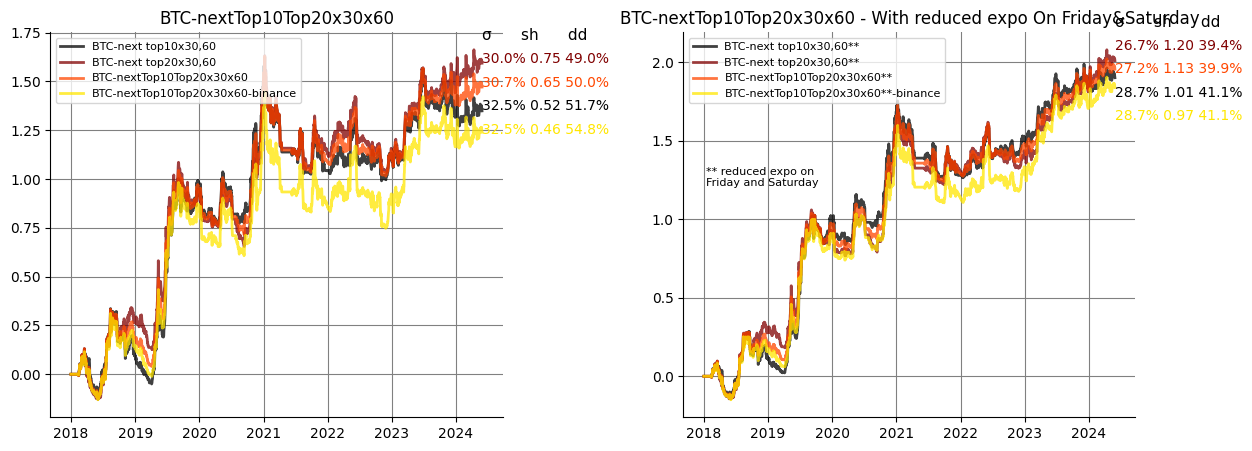 BTC-nextTop10Top20x30x60
σ sh dd
BTC-next top10x30,60
BTC-next top20x30,60
BTC-nextTop10Top20x30x60
BTC-nextTop10Top20x30x60-binance
30.0% 0.75 49.0%
30.7% 0.65 50.0%
32.5% 0.52 51.7%
32.5% 0.46 54.8%
1.75
1.50
1.25
1.00
0.75
0.50
0.25
0.00
2018 2019 2020 2021 2022 2023 2024
BTC-nextTop10Top20x30x60 - With reduced expo On Friday&Saturday
σ sh dd
BTC-next top10x30,60**
BTC-next top20x30,60**
BTC-nextTop10Top20x30x60**
BTC-nextTop10Top20x30x60**-binance
26.7% 1.20 39.4%
27.2% 1.13 39.9%
28.7% 1.01 41.1%
28.7% 0.97 41.1%
** reduced expo on
Friday and Saturday
2.0
1.5
1.0
0.5
0.0
2018 2019 2020 2021 2022 2023 2024